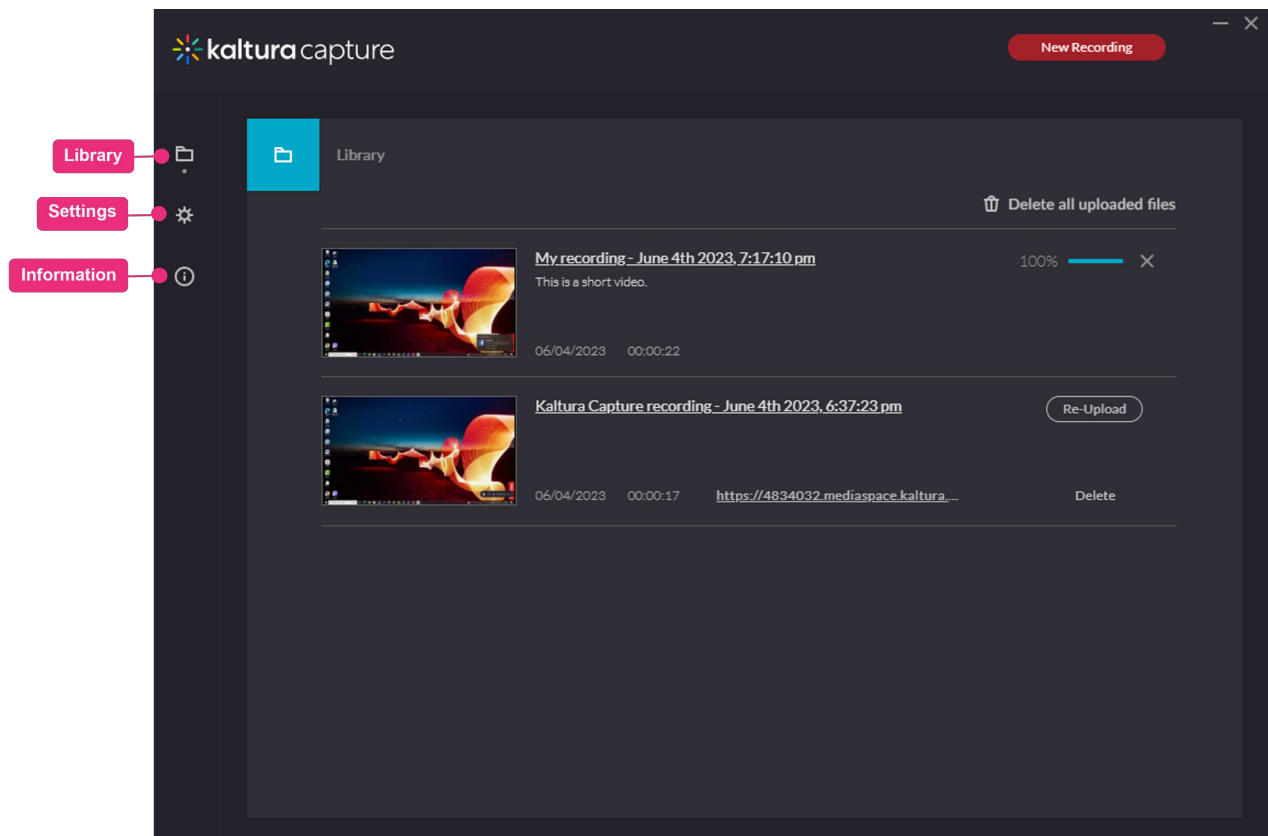 kaltura capture
New Recording
Library
Library
Settings
Information
Delete all uploaded files
My recording - June 4th 2023, 7:17:10 pm
This is a short video.
100%
06/04/2023 00:00:22
Kaltura Capture recording - June 4th 2023, 6:37:23 pm
Re-Upload
06/04/2023 00:00:17 https://4834032.mediaspace.kaltura....
Delete